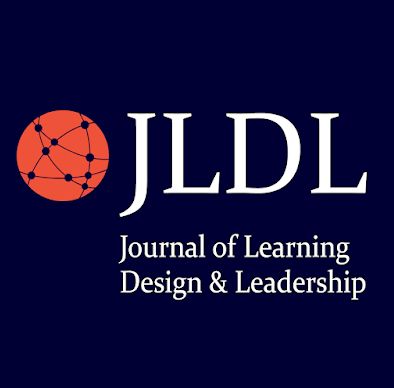 JLDL
Journal of Learning
Design & Leadership